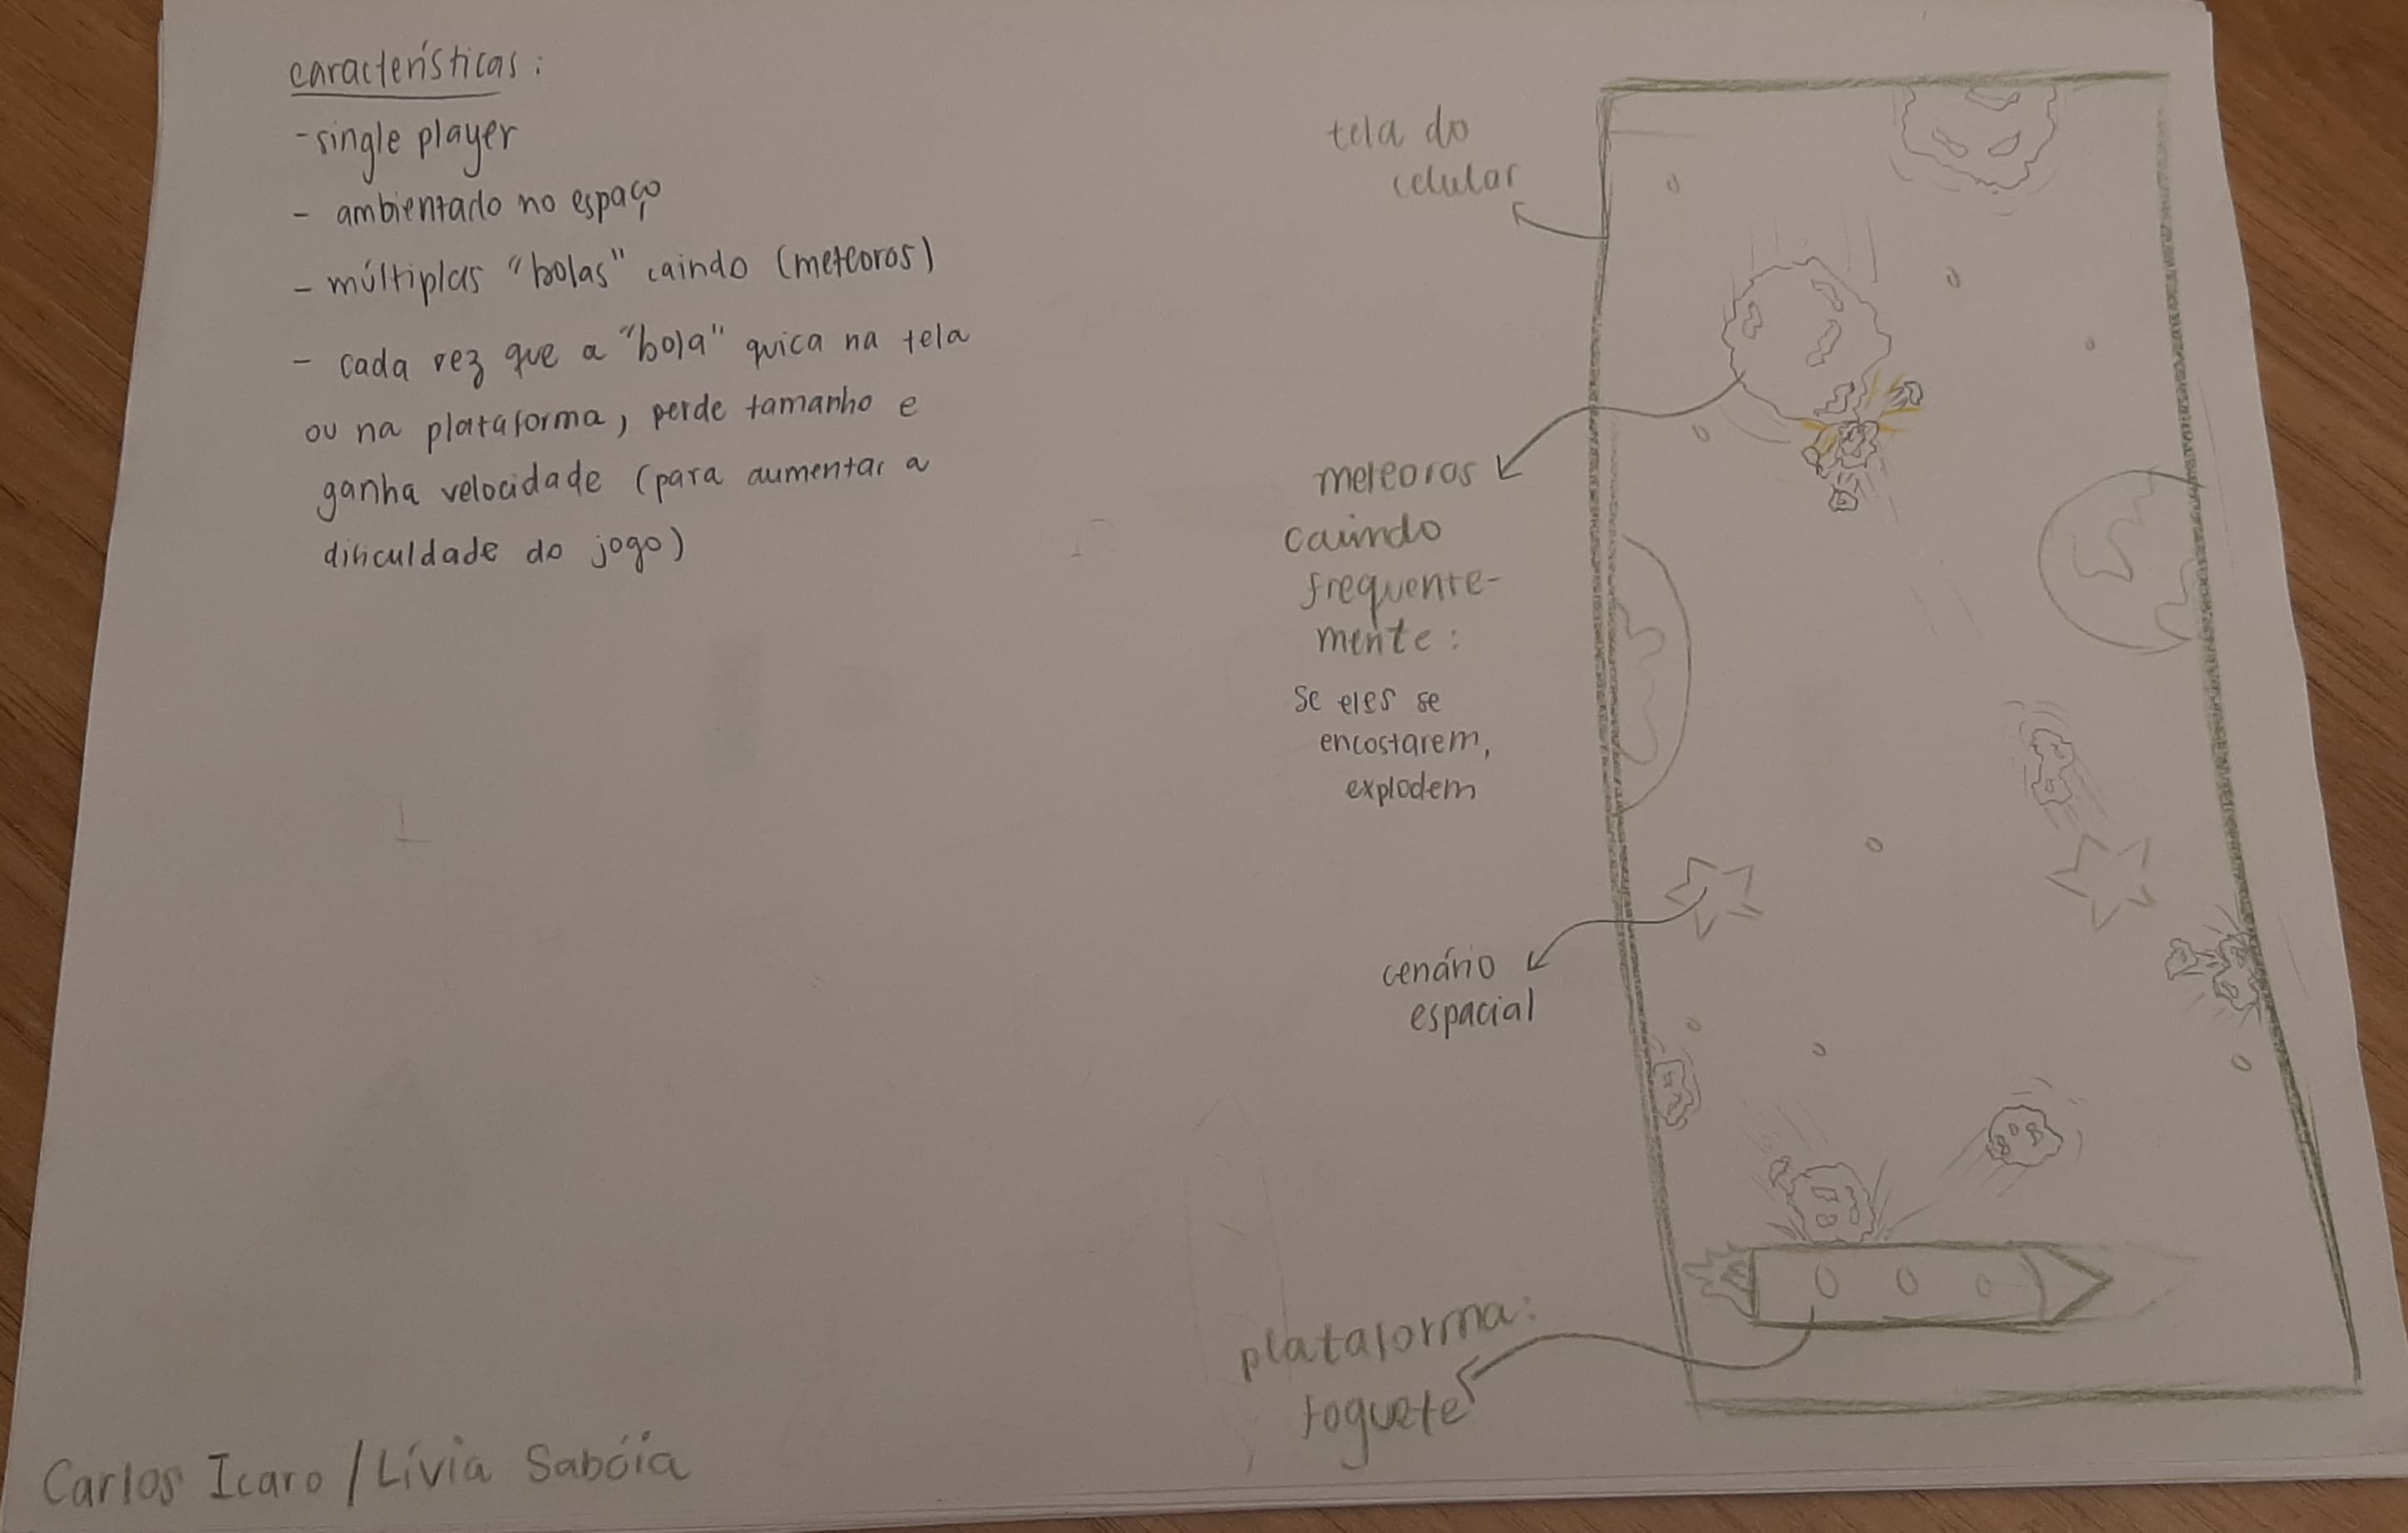 características:
-single player
- ambientado no espaço
- múltiplas "bolas" caindo (meteoros)
- cada vez que a "bola" quica na tela
ou na plataforma, perde tamanho e
ganha velocidade (para aumentar a
dificuldade do jogo)
tela do
celular
meteoros
caindo
frequente-
mente:
se eles se
encostarem,
explodem
cenário
espacial
plataforma:
foguete
Carlos Icaro / Lívia Sabóia